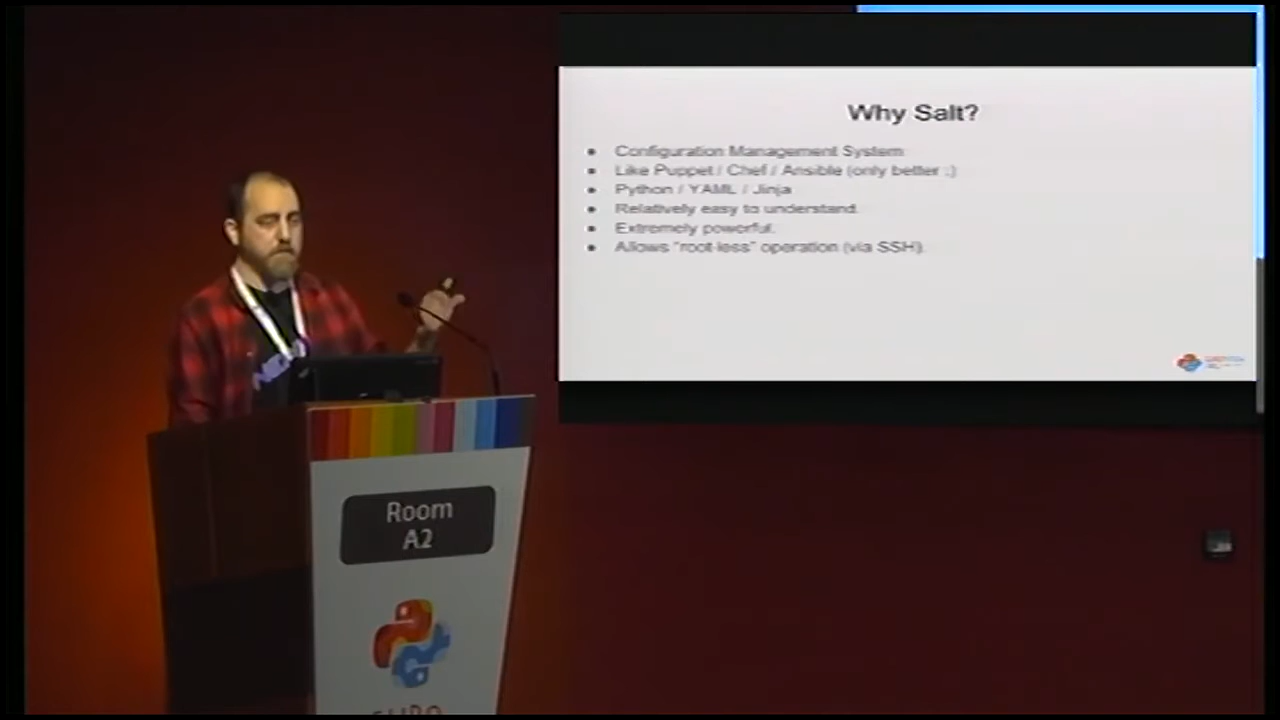 Why Salt?
● Configuration Management System
● Like Puppet / Chef / Ansible (only better ;)
● Python / YAML / Jinja
● Relatively easy to understand.
● Extremely powerful.
● Allows "root-less" operation (via SSH).
Room
A2
EURO